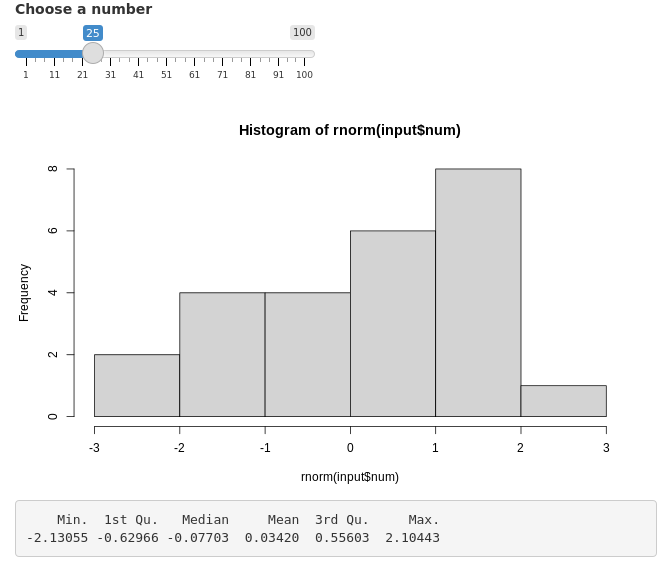 Choose a number
1 25 100
1 11 21 31 41 51 61 71 81 91 100
Histogram of rnorm(input$num)
Frequency
8
6
4
2
0
-3 -2 -1 0 1 2 3
rnorm(input$num)
Min. 1st Qu. Median Mean 3rd Qu. Max.
-2.13055 -0.62966 -0.07703 0.03420 0.55603 2.10443